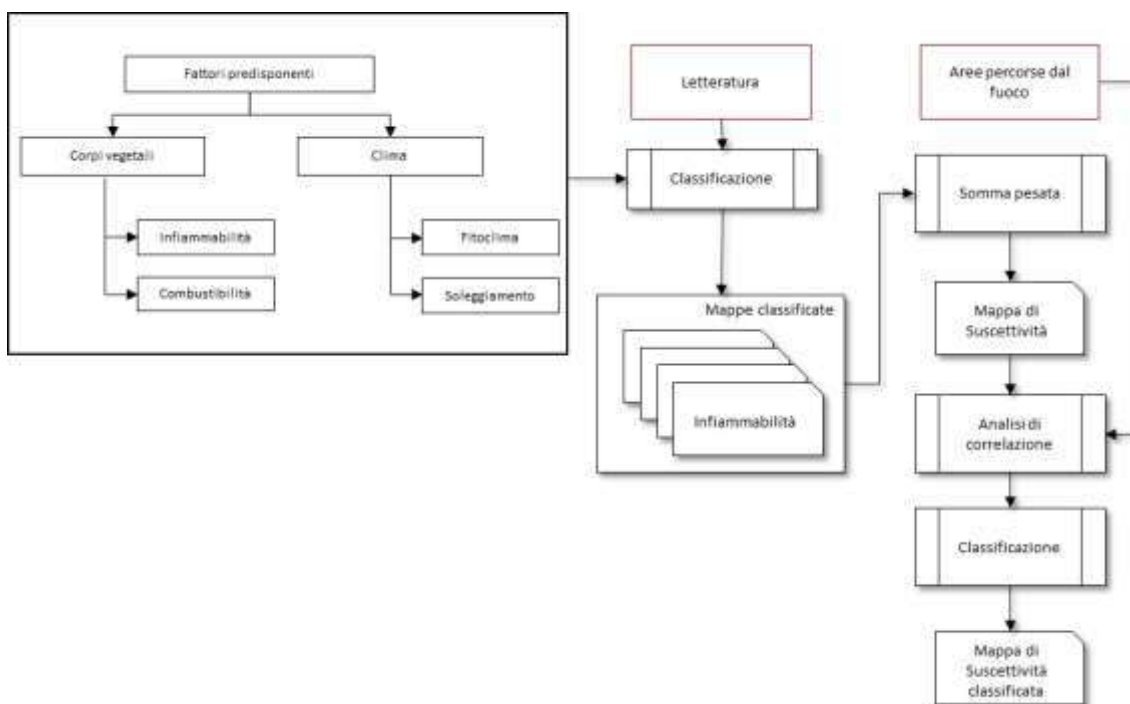 Fattori predisponenti
Corpi vegetali
Clima
Infiammabilità
Combustibilità
Fitoclima
Soleggiamento
Letteratura
Classificazione
Mappe classificate
Infiammabilità
Aree percorse dal
fuoco
Somma pesata
Mappa di
Suscettività
Analisi di
correlazione
Classificazione
Mappa di
Suscettività
classificata